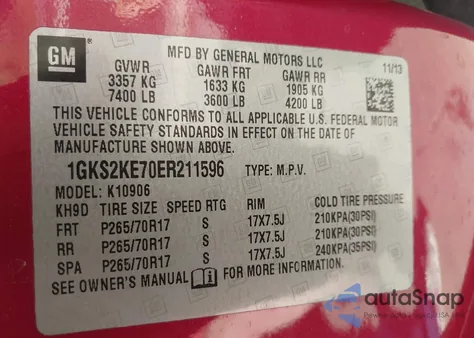 GM
MFD BY GENERAL MOTORS LLC
11/13
GVWR GAWR FRT GAWR RR
3357 KG 1633 KG 1905 KG
7400 LB 3600 LB 4200 LB
THIS VEHICLE CONFORMS TO ALL APPLICABLE U.S. FEDERAL MOTOR
VEHICLE SAFETY STANDARDS IN EFFECT ON THE DATE OF
MANUFACTURE SHOWN ABOVE.
1GKS2KE70ER211596 TYPE: M.P.V.
MODEL: K10906
KH9D TIRE SIZE SPEED RTG RIM COLD TIRE PRESSURE
FRT P265/70R17 S 17X7.5J 210KPA(30PSI)
RR P265/70R17 S 17X7.5J 210KPA(30PSI)
SPA P265/70R17 S 17X7.5J 240KPA(35PSI)
SEE OWNER'S MANUAL FOR MORE INFORMATION.
autoSnap